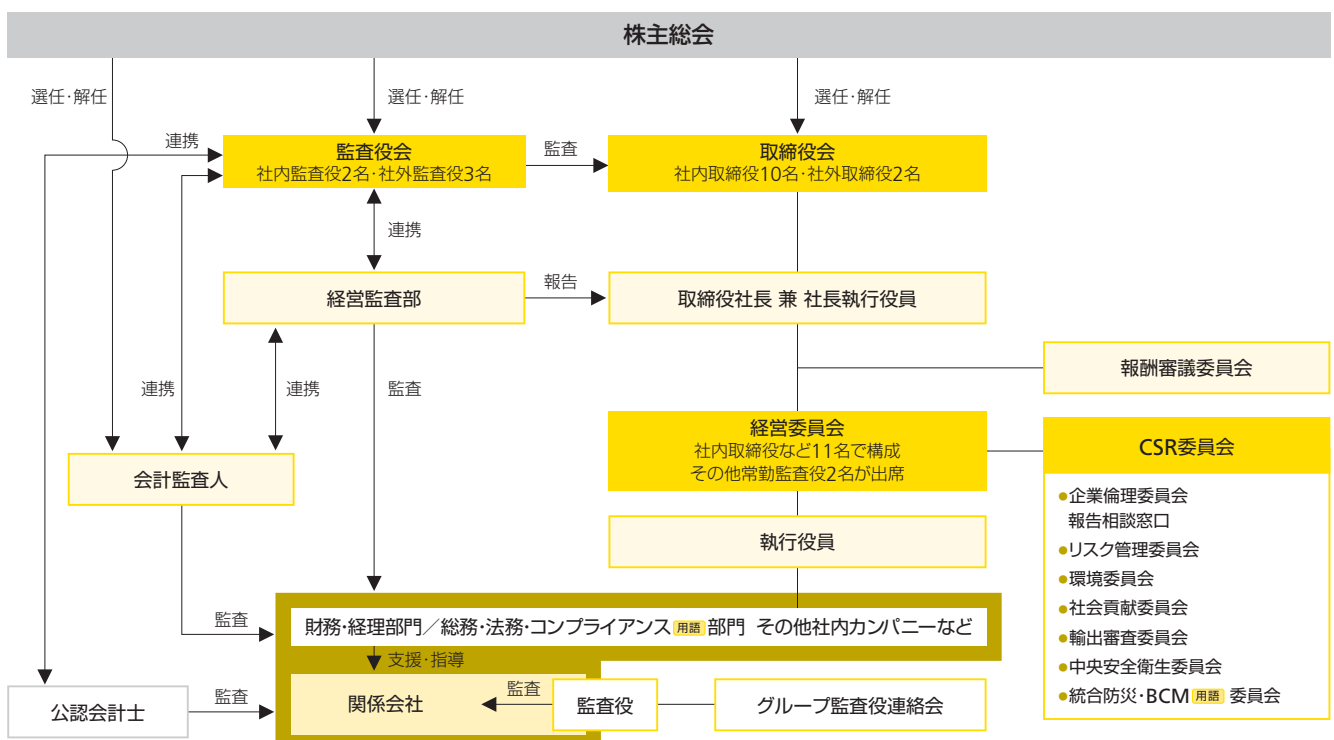 株主総会
選任・解任
選任・解任
選任・解任
連携
監査役会
社内監査役2名・社外監査役3名
監査
取締役会
社内取締役10名・社外取締役2名
連携
経営監査部
報告
取締役社長 兼 社長執行役員
連携
連携
監査
報酬審議委員会
経営委員会
社内取締役など11名で構成
その他常勤監査役2名が出席
CSR委員会
●企業倫理委員会
報告相談窓口
●リスク管理委員会
●環境委員会
●社会貢献委員会
●輸出審査委員会
●中央安全衛生委員会
●統合防災・BCM 用語 委員会
会計監査人
執行役員
監査
財務・経理部門／総務・法務・コンプライアンス 用語 部門 その他社内カンパニーなど
支援・指導
公認会計士
監査
関係会社
監査
監査役
グループ監査役連絡会